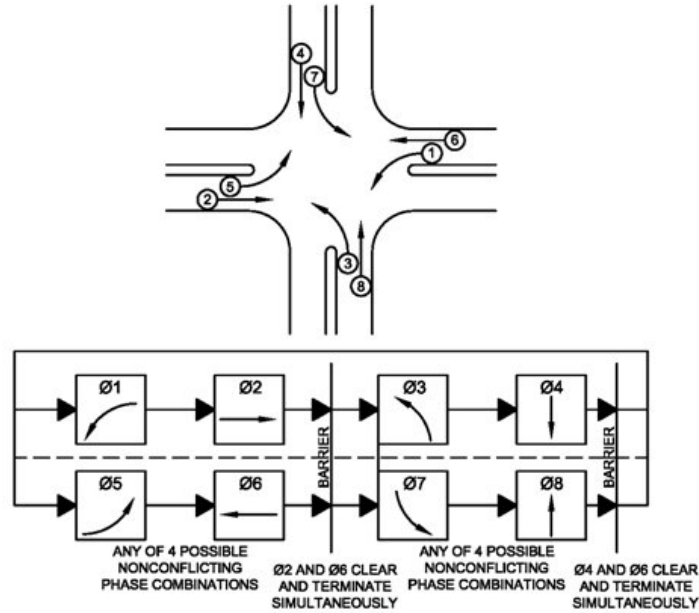 4
7
6
1
5
2
3
8
Ø1
Ø2
Ø3
Ø4
BARRIER
BARRIER
Ø5
Ø6
Ø7
Ø8
ANY OF 4 POSSIBLE
NONCONFLICTING
PHASE COMBINATIONS
Ø2 AND Ø6 CLEAR
AND TERMINATE
SIMULTANEOUSLY
ANY OF 4 POSSIBLE
NONCONFLICTING
PHASE COMBINATIONS
Ø4 AND Ø6 CLEAR
AND TERMINATE
SIMULTANEOUSLY